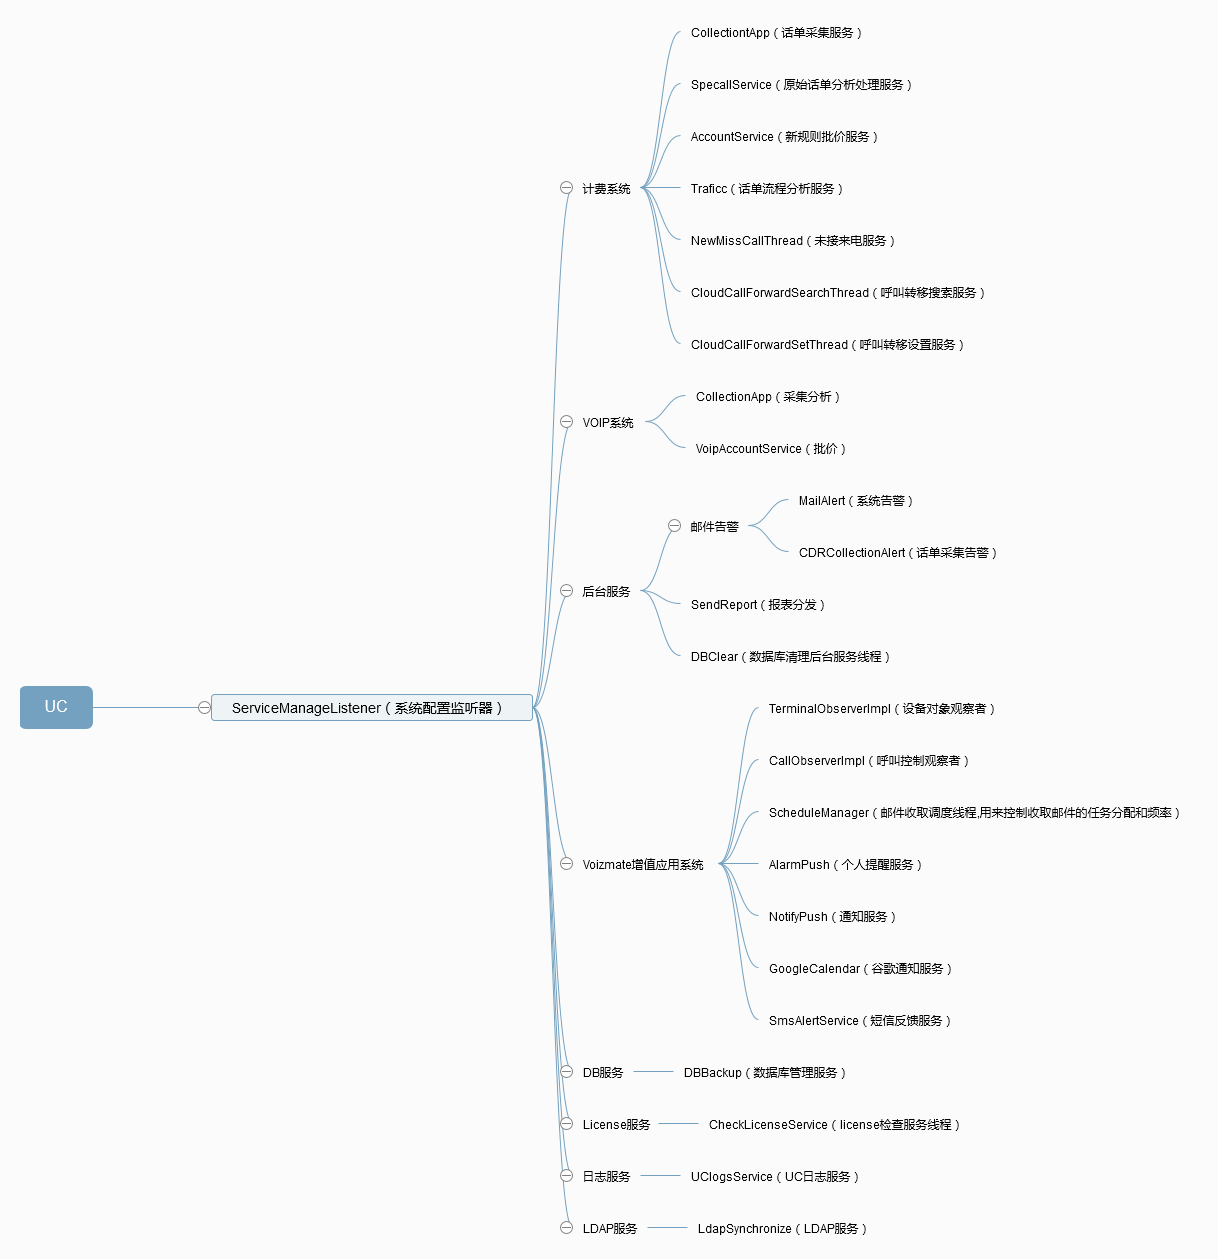 UC
ServiceManageListener（系统配置监听器）
计费系统
CollectiontApp（话单采集服务）
SpecallService（原始话单分析处理服务）
AccountService（新规则批价服务）
Traficc（话单流程分析服务）
NewMissCallThread（未接来电服务）
CloudCallForwardSearchThread（呼叫转移搜索服务）
CloudCallForwardSetThread（呼叫转移设置服务）
VOIP系统
CollectionApp（采集分析）
VoipAccountService（批价）
后台服务
邮件告警
MailAlert（系统告警）
CDRCollectionAlert（话单采集告警）
SendReport（报表分发）
DBClear（数据库清理后台服务线程）
Voizmate增值应用系统
TerminalObserverImpl（设备对象观察者）
CallObserverImpl（呼叫控制观察者）
ScheduleManager（邮件收取调度线程,用来控制收取邮件的任务分配和频率）
AlarmPush（个人提醒服务）
NotifyPush（通知服务）
GoogleCalendar（谷歌通知服务）
SmsAlertService（短信反馈服务）
DB服务
DBBackup（数据库管理服务）
License服务
CheckLicenseService（license检查服务线程）
日志服务
UClogsService（UC日志服务）
LDAP服务
LdapSynchronize（LDAP服务）